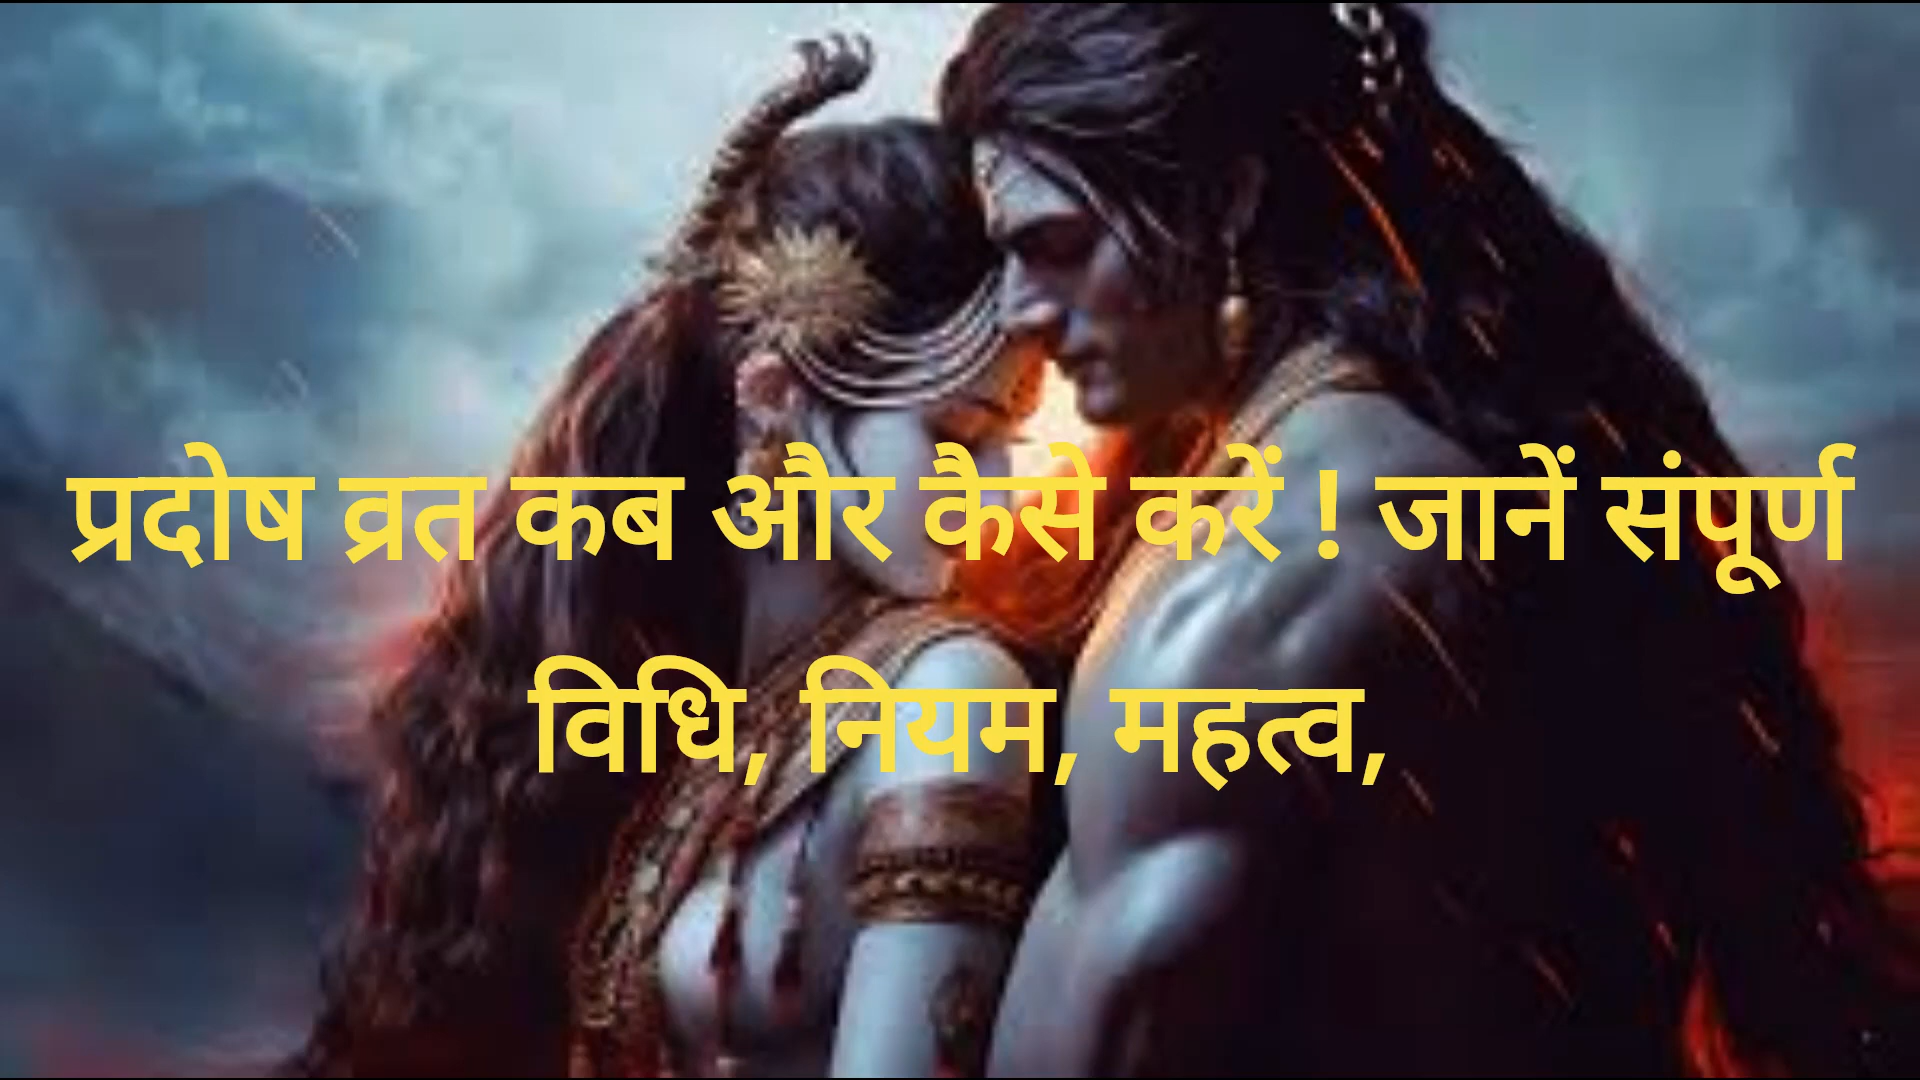 प्रदोष व्रत कब और कैसे करें ! जानें संपूर्ण
विधि, नियम, महत्व,